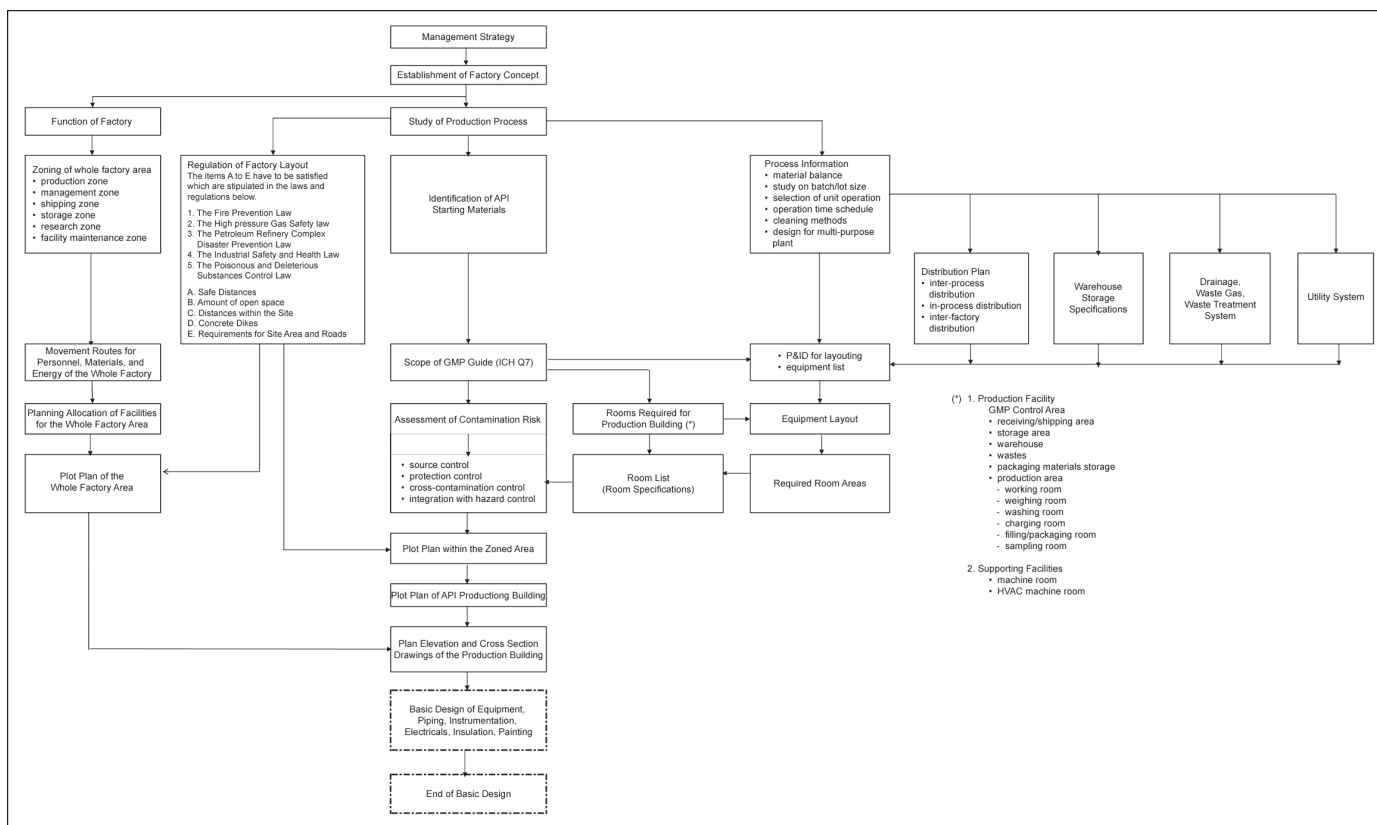 Management Strategy
Establishment of Factory Concept
Function of Factory
Study of Production Process
Zoning of whole factory area
• production zone
• management zone
• shipping zone
• storage zone
• research zone
• facility maintenance zone
Regulation of Factory Layout
The items A to E have to be satisfied
which are stipulated in the laws and
regulations below.
1. The Fire Prevention Law
2. The High pressure Gas Safety law
3. The Petroleum Refinery Complex
Disaster Prevention Law
4. The Industrial Safety and Health Law
5. The Poisonous and Deleterious
Substances Control Law
A. Safe Distances
B. Amount of open space
C. Distances within the Site
D. Concrete Dikes
E. Requirements for Site Area and Roads
Identification of API
Starting Materials
Process Information
• material balance
• study on batch/lot size
• selection of unit operation
• operation time schedule
• cleaning methods
• design for multi-purpose
plant
Distribution Plan
• inter-process
distribution
• in-process distribution
• inter-factory
distribution
Warehouse
Storage
Specifications
Drainage,
Waste Gas,
Waste Treatment
System
Utility System
Movement Routes for
Personnel, Materials, and
Energy of the Whole Factory
Scope of GMP Guide (ICH Q7)
• P&ID for layouting
• equipment list
Planning Allocation of Facilities
for the Whole Factory Area
Assessment of Contamination Risk
Rooms Required for
Production Building (*)
Equipment Layout
Plot Plan of the
Whole Factory Area
• source control
• protection control
• cross-contamination control
• integration with hazard control
Room List
(Room Specifications)
Required Room Areas
(*) 1. Production Facility
GMP Control Area
• receiving/shipping area
• storage area
• warehouse
• wastes
• packaging materials storage
• production area
- working room
- weighing room
- washing room
- charging room
- filling/packaging room
- sampling room
2. Supporting Facilities
• machine room
• HVAC machine room
Plot Plan within the Zoned Area
Plot Plan of API Productiong Building
Plan Elevation and Cross Section
Drawings of the Production Building
Basic Design of Equipment,
Piping, Instrumentation,
Electricals, Insulation, Painting
End of Basic Design